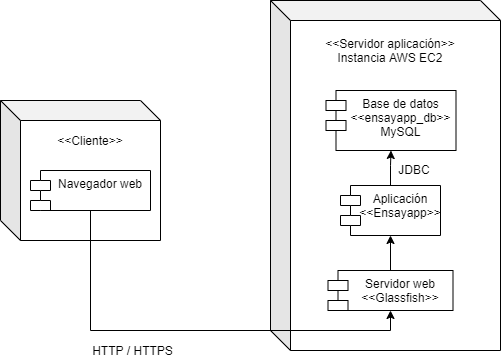 <<Servidor aplicación>>
Instancia AWS EC2
Base de datos
<<ensayapp_db>>
MySQL
JDBC
<<Cliente>>
Navegador web
Aplicación
<<Ensayapp>>
Servidor web
<<Glassfish>>
HTTP / HTTPS